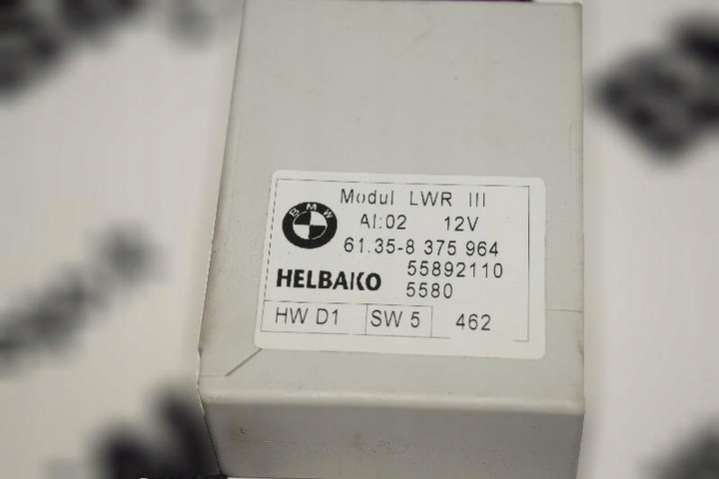 Modul LWR III
BMW
AI:02 12V
61.35-8 375 964
55892110
HELBAKO
5580
HW D1 SW 5 462